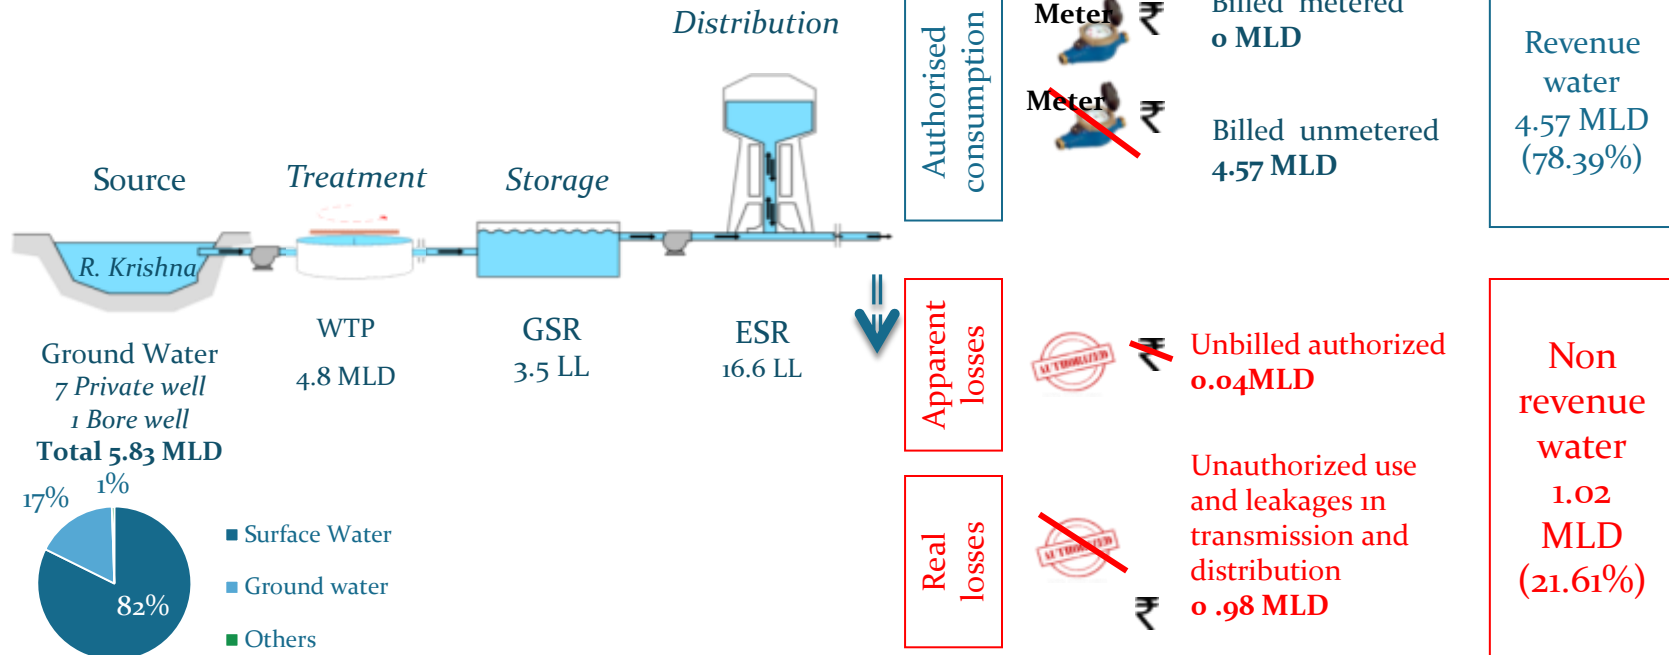 Distribution
Source
Treatment
Storage
R. Krishna
WTP
4.8 MLD
GSR
3.5 LL
ESR
16.6 LL
Ground Water
7 Private well
1 Bore well
Total 5.83 MLD
17%
1%
82%
Surface Water
Ground water
Others
Authorised
consumption
Meter ₹
Billed metered
0 MLD
Meter ₹
Billed unmetered
4.57 MLD
Revenue
water
4.57 MLD
(78.39%)
Apparent
losses
AUTHORIZED ₹
Unbilled authorized
0.04MLD
Real
losses
AUTHORIZED
₹
Unauthorized use
and leakages in
transmission and
distribution
0 .98 MLD
Non
revenue
water
1.02
MLD
(21.61%)